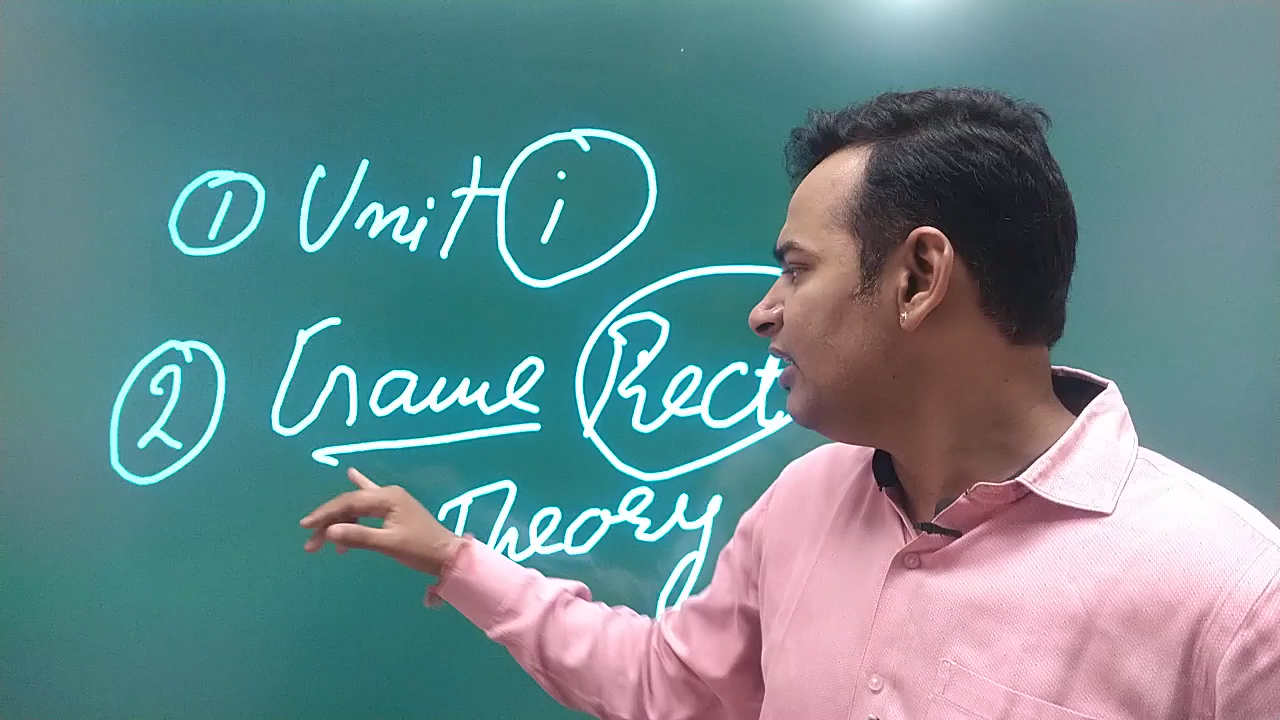 ① Unit i
② Game Rect
Theory